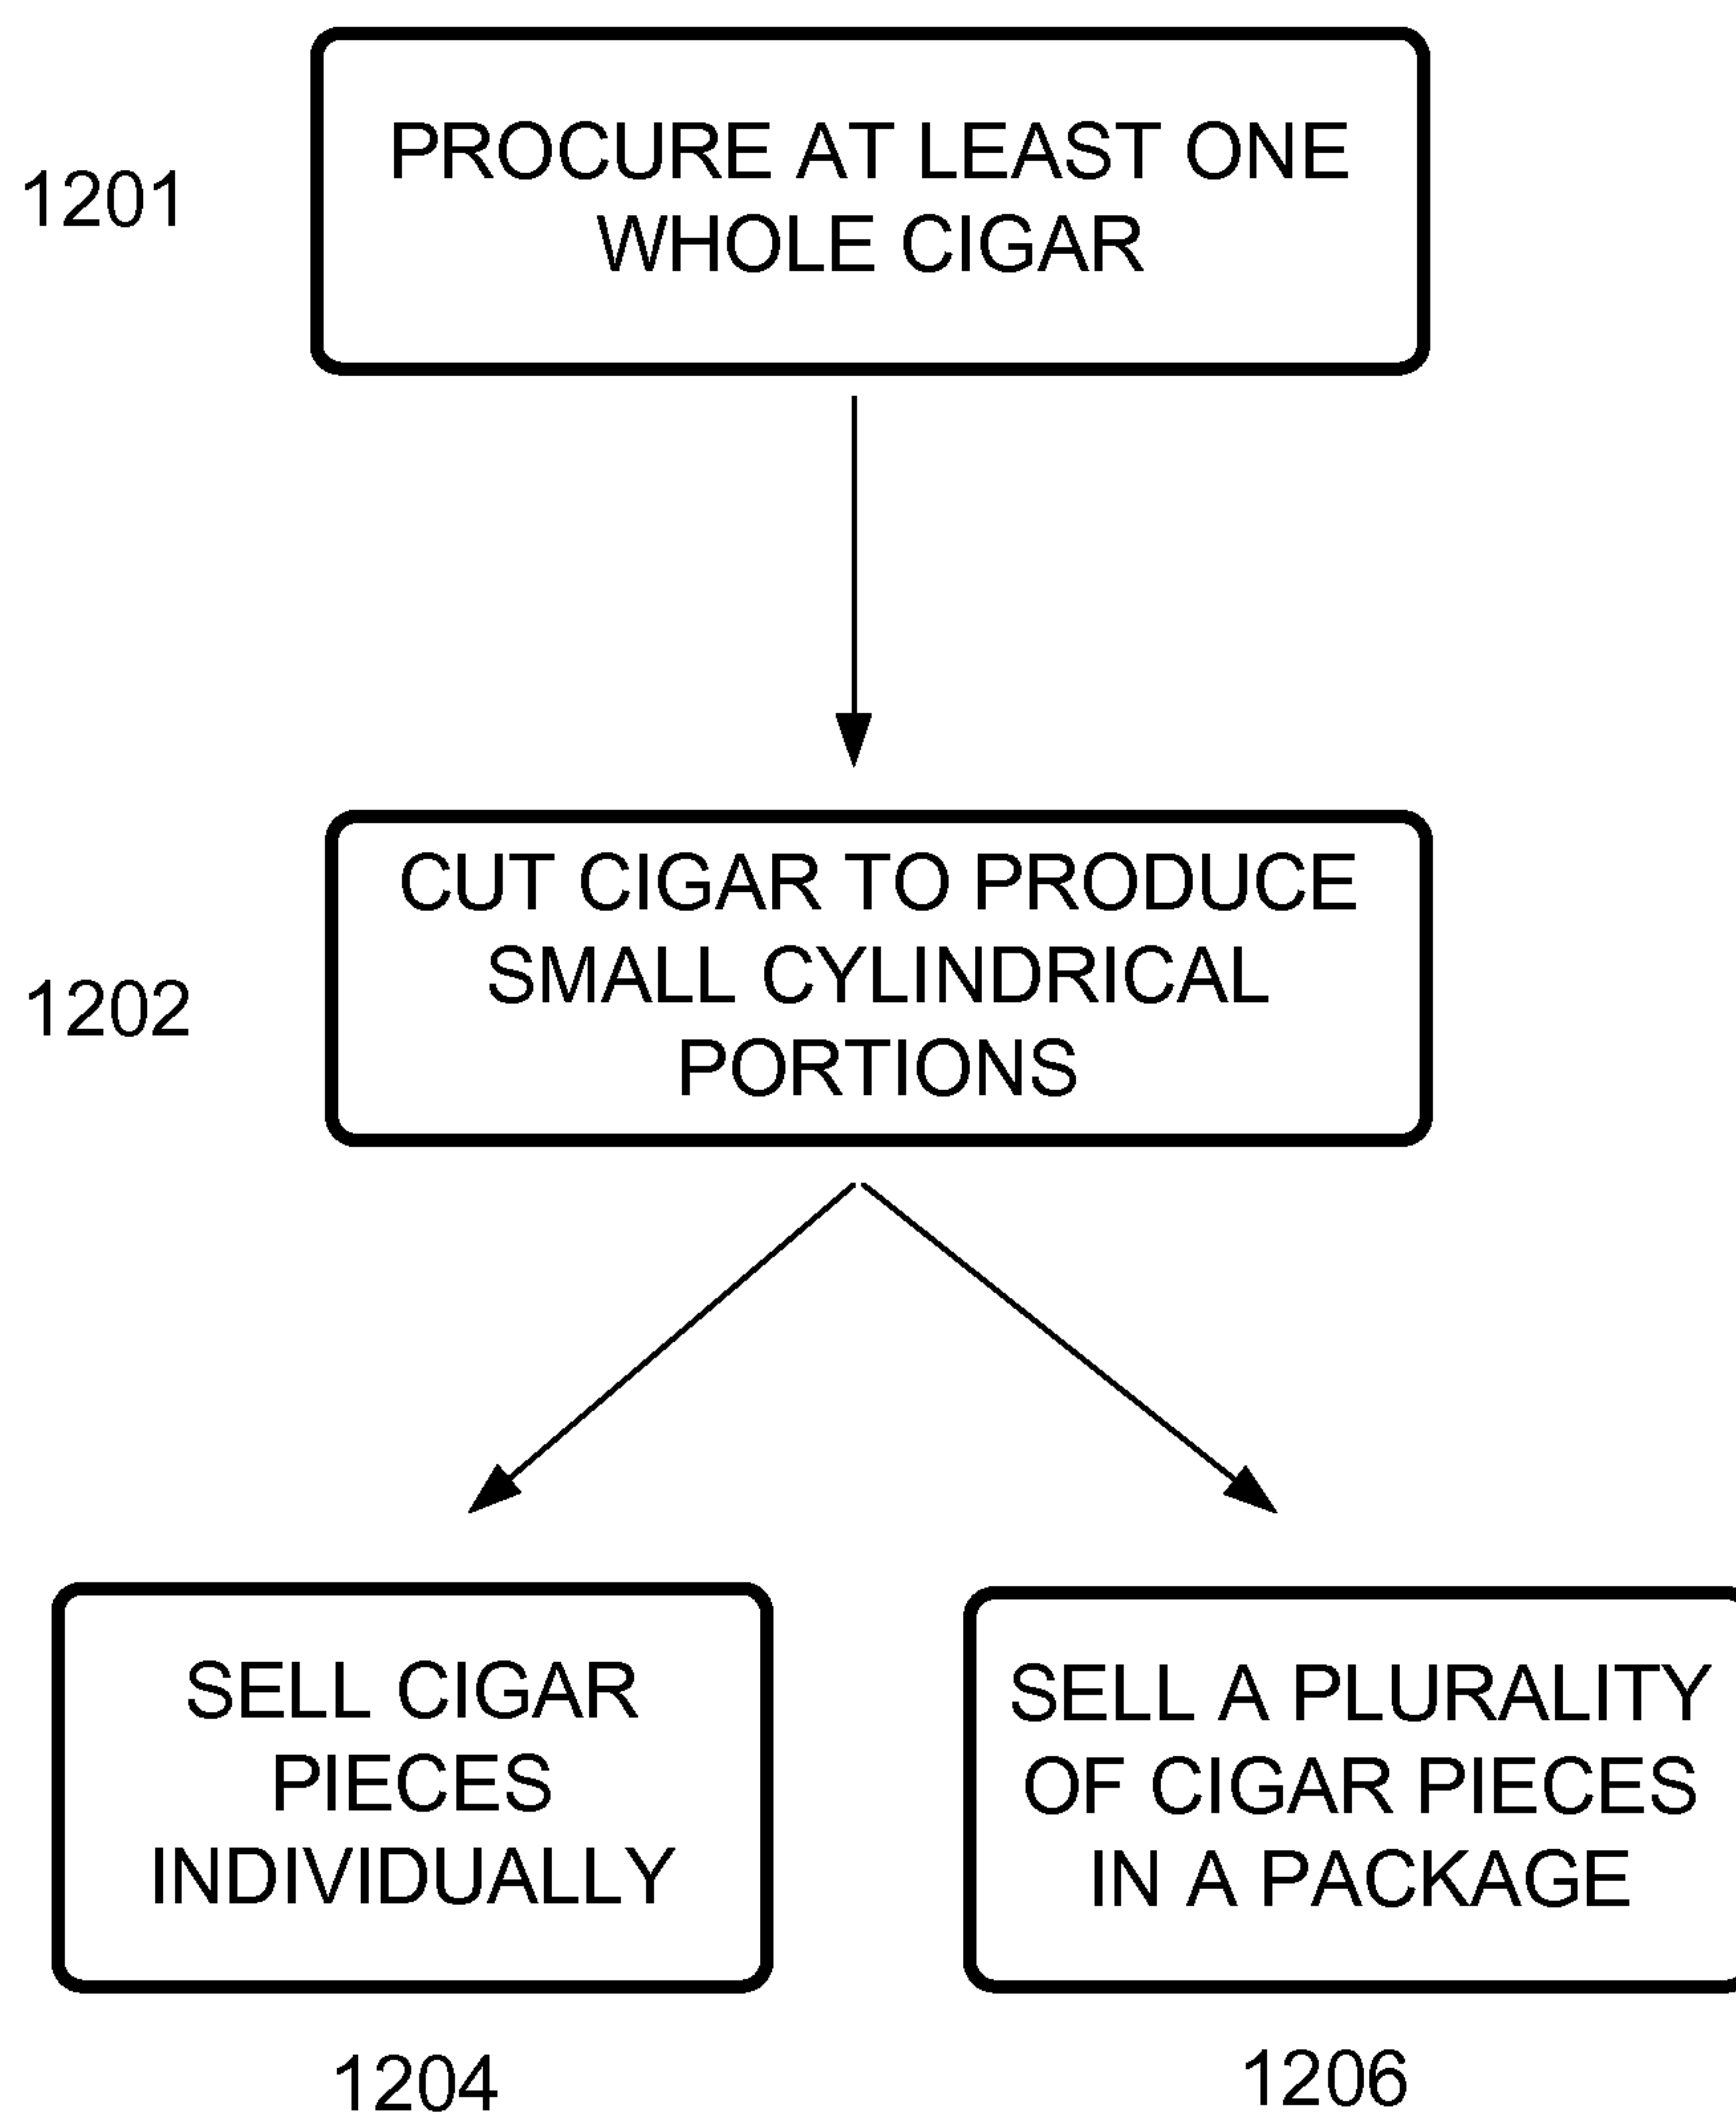 PROCURE AT LEAST ONE
WHOLE CIGAR
1201
CUT CIGAR TO PRODUCE
SMALL CYLINDRICAL
PORTIONS
1202
SELL CIGAR
PIECES
INDIVIDUALLY
1204
SELL A PLURALITY
OF CIGAR PIECES
IN A PACKAGE
1206